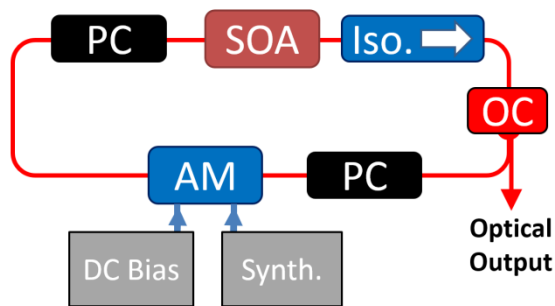 PC
SOA
Iso.
OC
AM
PC
DC Bias
Synth.
Optical
Output